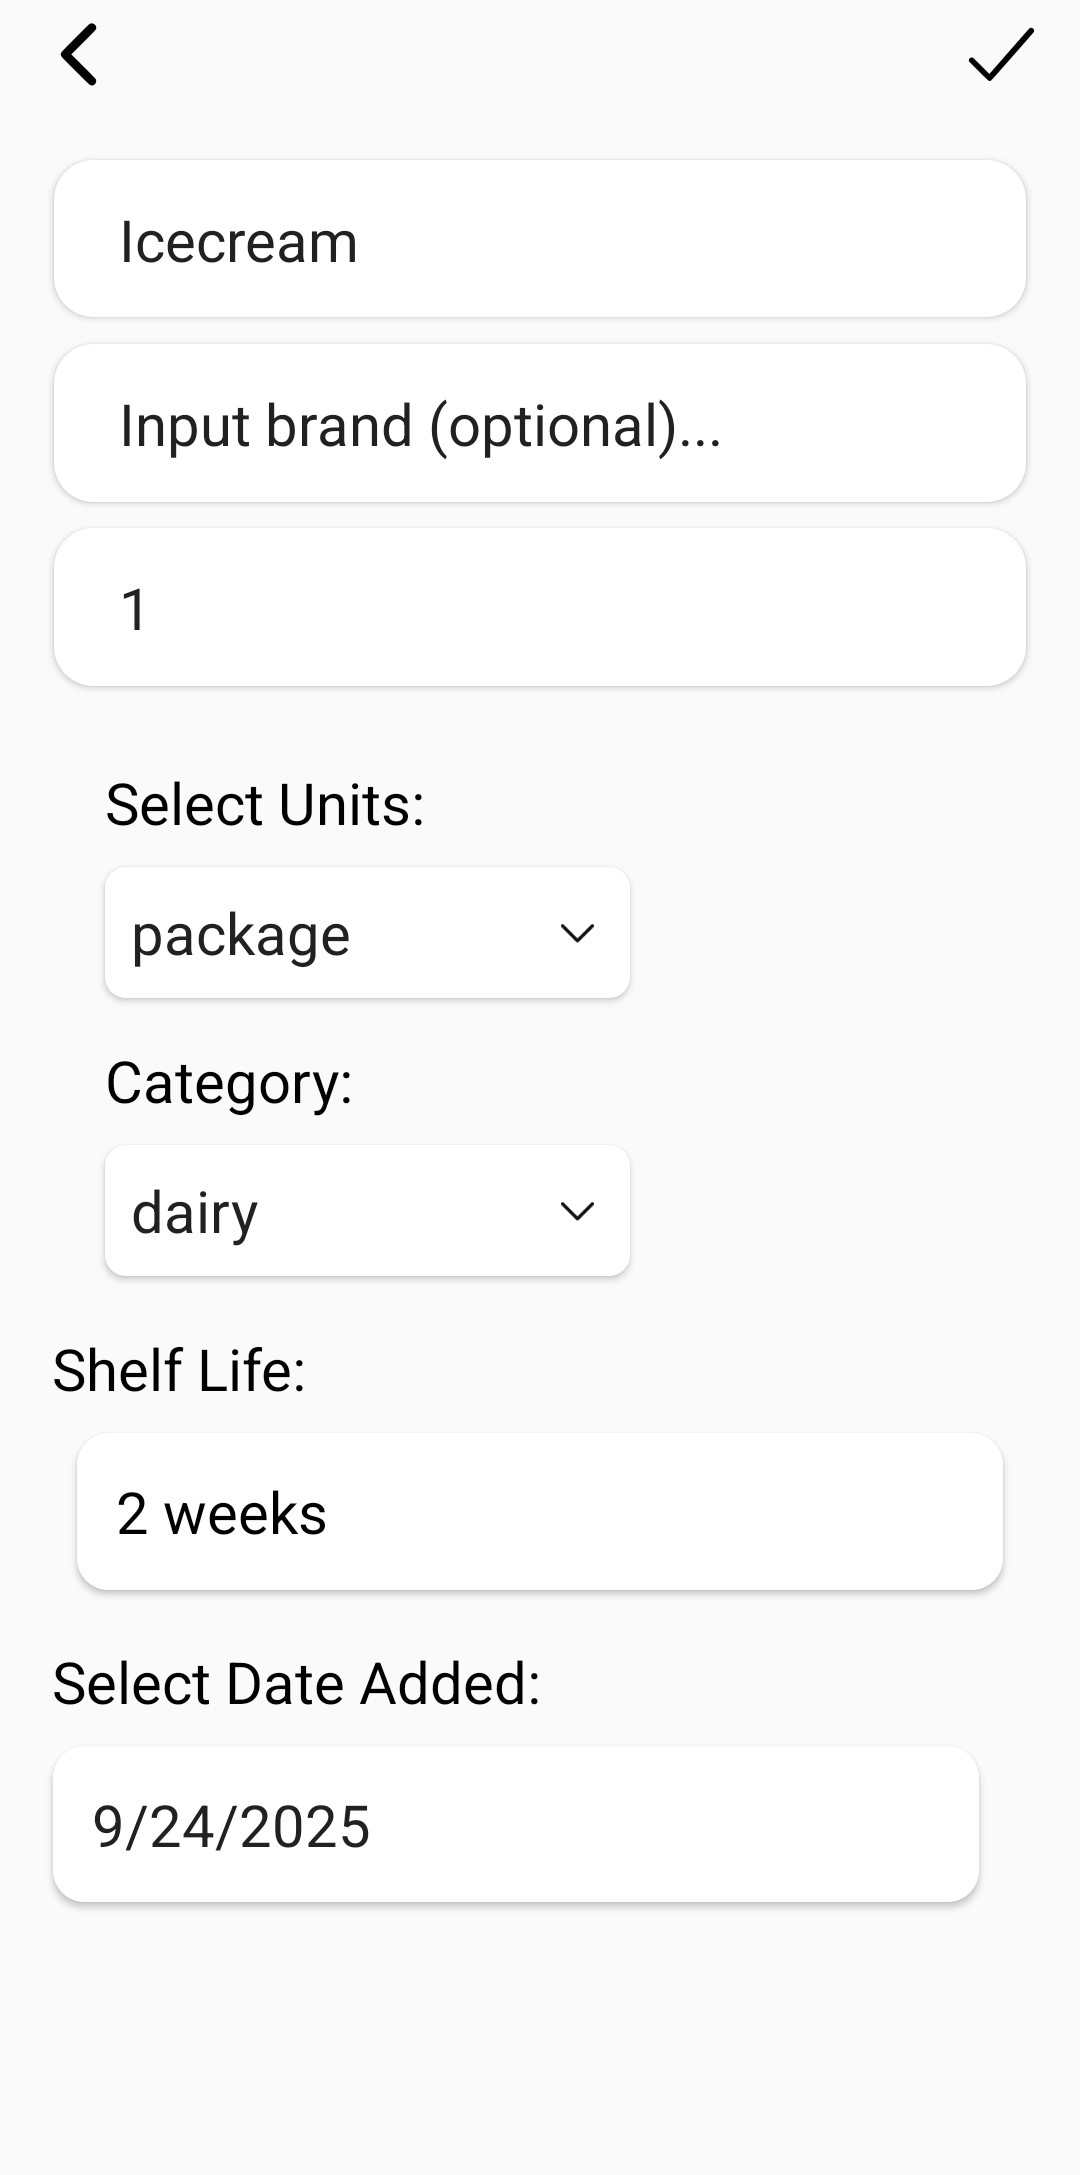 Icecream
Input brand (optional)...
1
Select Units:
package
Category:
dairy
Shelf Life:
2 weeks
Select Date Added:
9/24/2025